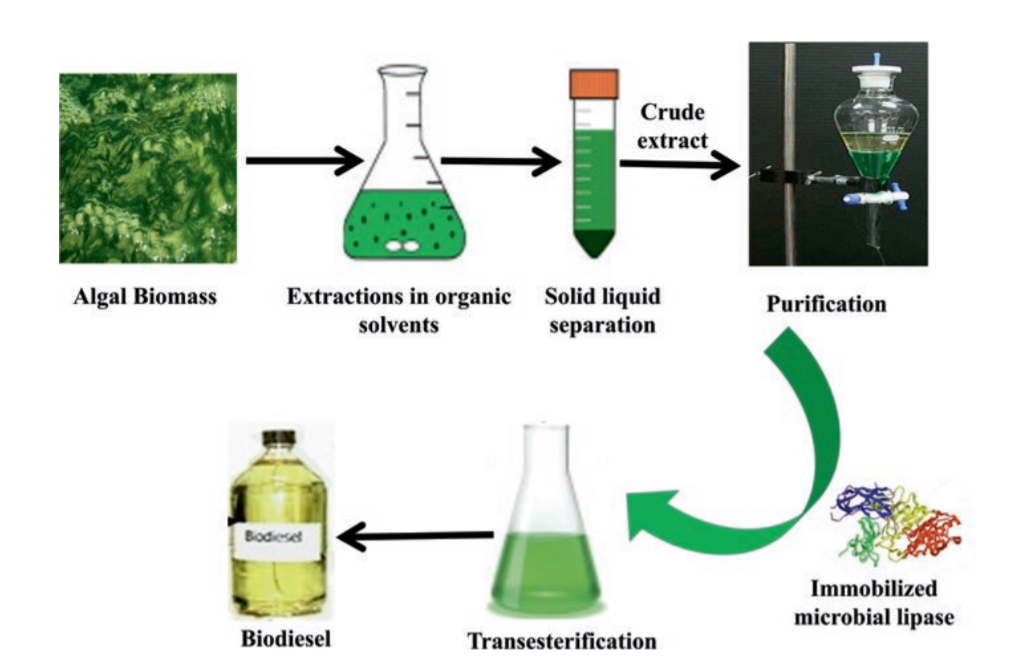 Crude
extract
Algal Biomass
Extractions in organic
solvents
Solid liquid
separation
Purification
Biodiesel
Immobilized
microbial lipase
Biodiesel
Transesterification